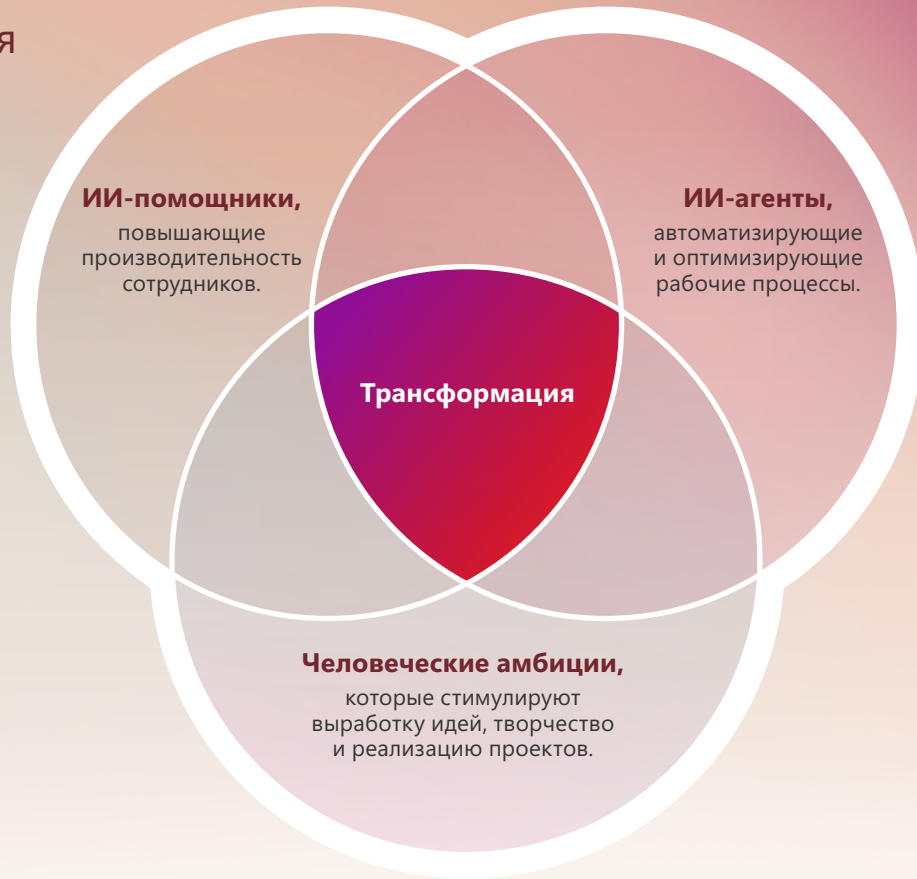 я
ИИ-помощники,
повышающие
производительность
сотрудников.
ИИ-агенты,
автоматизирующие
и оптимизирующие
рабочие процессы.
Трансформация
Человеческие амбиции,
которые стимулируют
выработку идей, творчество
и реализацию проектов.